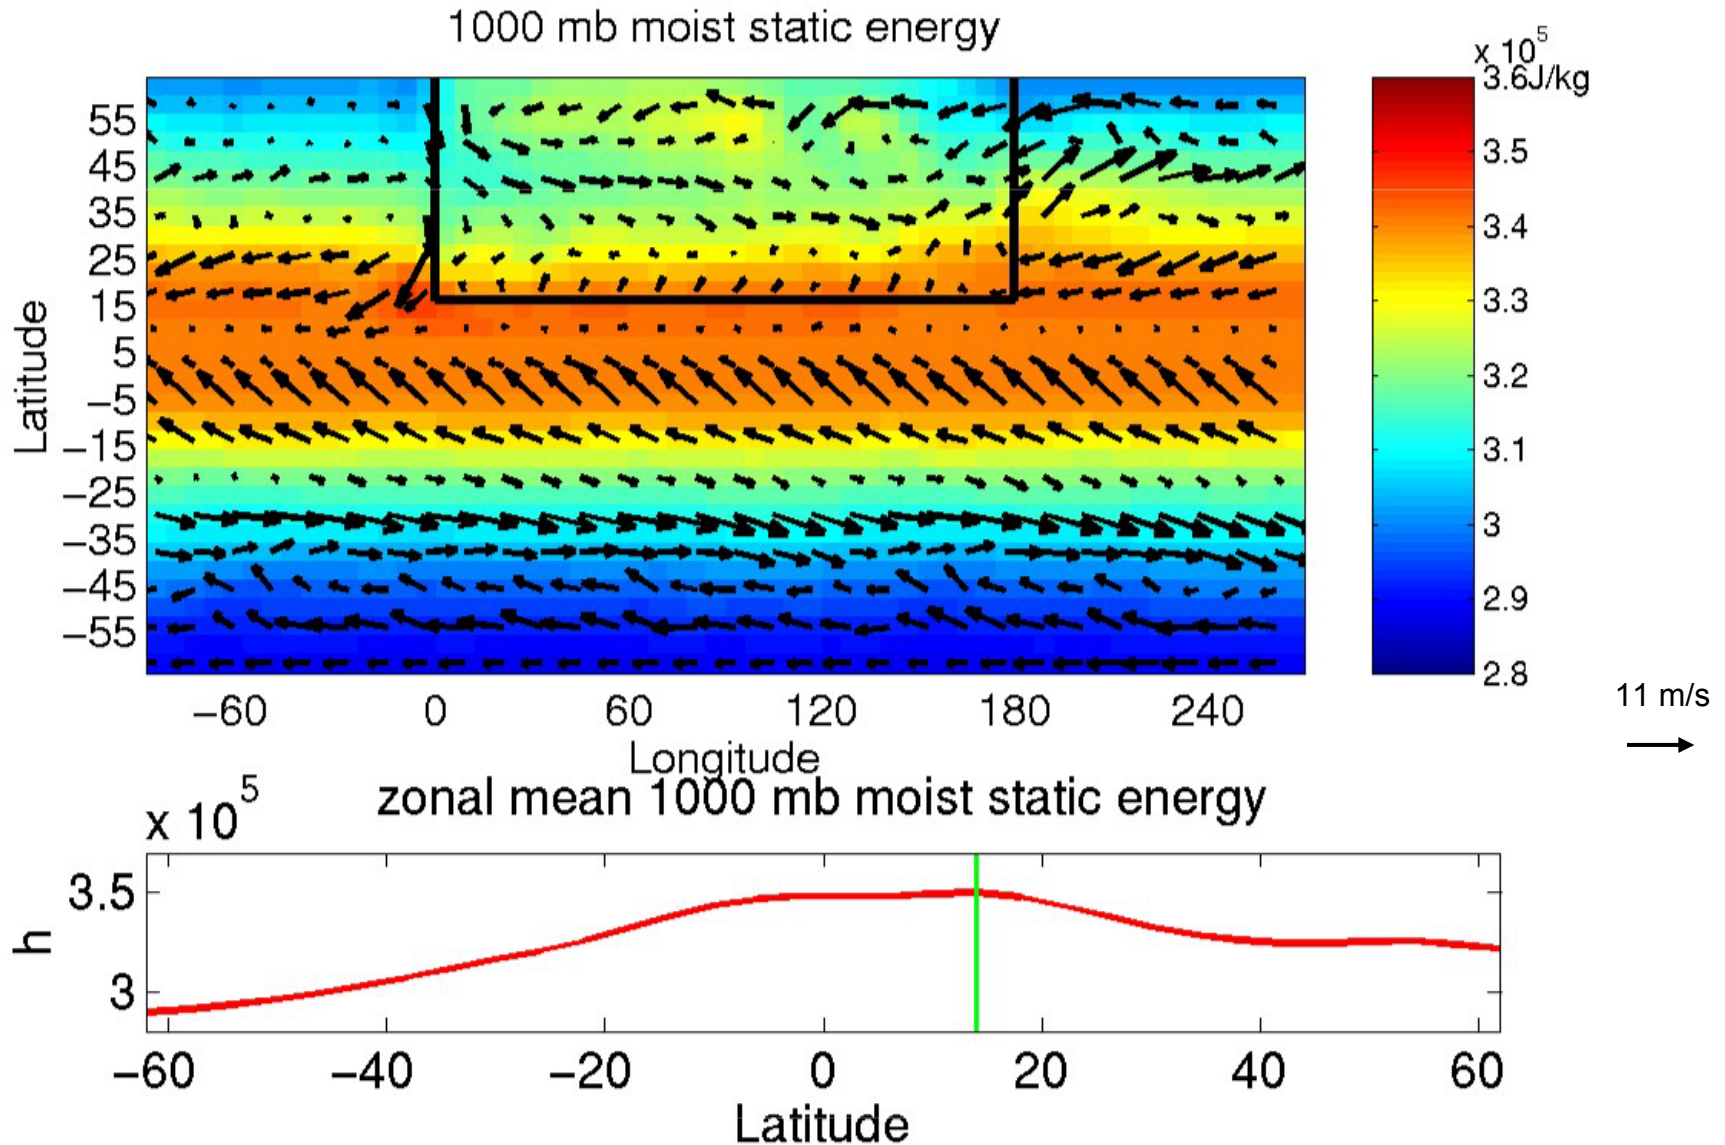 1000 mb moist static energy
x 10^5
3.6J/kg
3.5
3.4
3.3
3.2
3.1
3
2.9
2.8
Latitude
55
45
35
25
15
5
−5
−15
−25
−35
−45
−55
−60 0 60 120 180 240
Longitude
11 m/s
zonal mean 1000 mb moist static energy
x 10^5
h
3.5
3
−60 −40 −20 0 20 40 60
Latitude